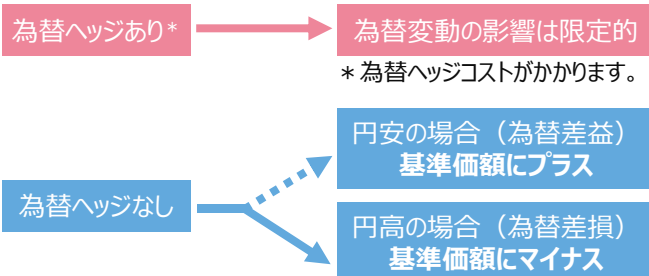 為替ヘッジあり*
為替変動の影響は限定的
＊為替ヘッジコストがかかります。
円安の場合（為替差益）
基準価額にプラス
為替ヘッジなし
円高の場合（為替差損）
基準価額にマイナス